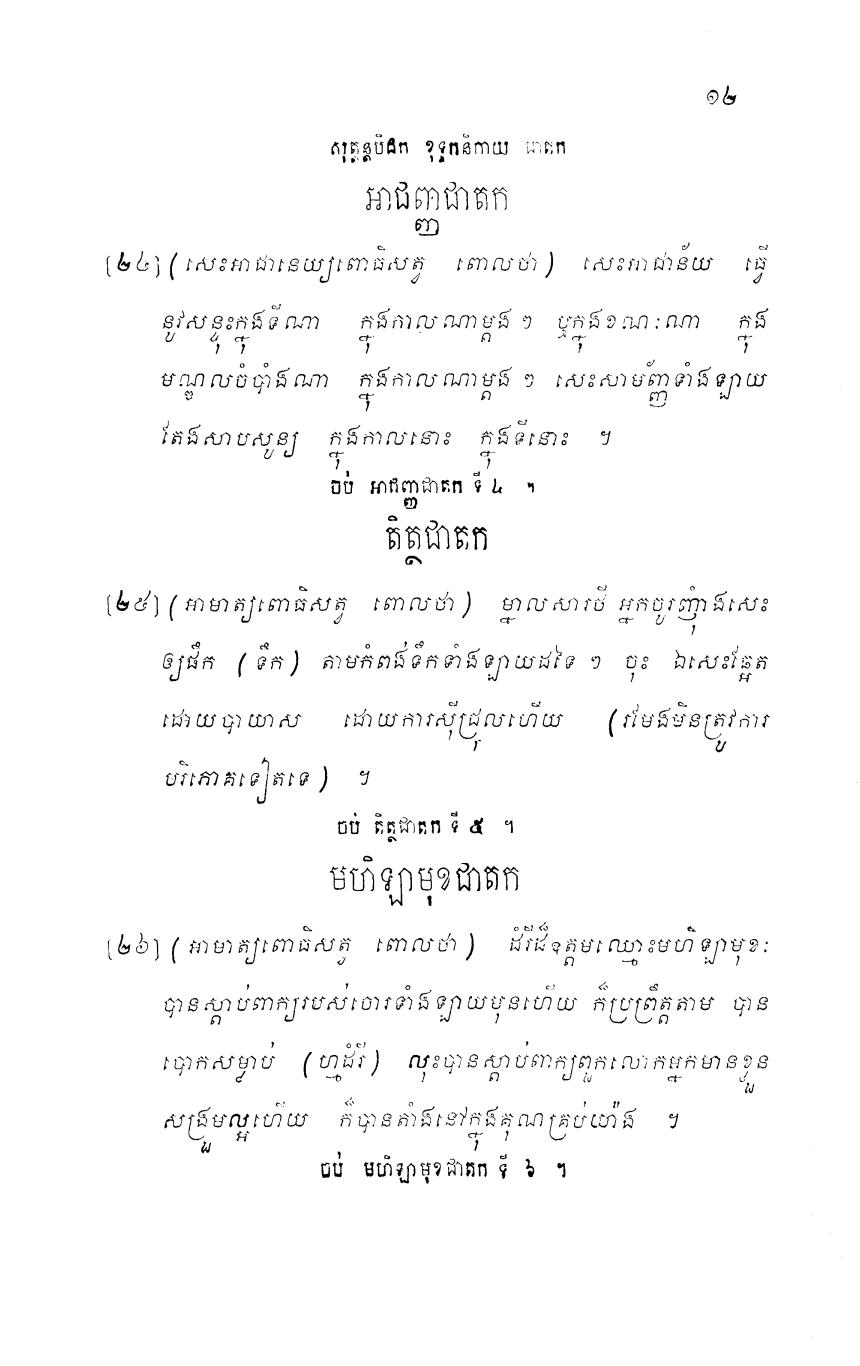 ១២
សុត្តន្តបិដក ខុទ្ទកនិកាយ ជាតក
អាជញ្ញជាតក
[២៤] (សេះអាជានេយ្យពោធិសត្វ ពោលថា) សេះអាជាន័យ ធ្វើ
នូវសន្ទុះក្នុងទីណា ក្នុងកាលណាម្តង ៗ ឬក្នុងខណៈណា ក្នុង
មណ្ឌលចំបាំងណា ក្នុងកាលណាម្តង ៗ សេះសាមញ្ញ័ទាំងឡាយ
តែងសាបសូន្យ ក្នុងកាលនោះ ក្នុងទីនោះ ។
ចប់ អាជញ្ញជាតក ទី ៤ ។
តិត្ថជាតក
[២៥] (អាមាត្យពោធិសត្វ ពោលថា) ម្នាលសារថី អ្នកចូរញ៉ាំងសេះ
ឲ្យផឹក (ទឹក) តាមកំពង់ទឹកទាំងឡាយដទៃ ៗ ចុះ ឯសេះឆ្អែត
ដោយបាយាស ដោយការស៊ីជ្រុលហើយ (រមែងមិនត្រូវការ
បរិភោគទៀតទេ) ។
ចប់ តិត្ថជាតក ទី ៥ ។
មហិឡាមុខជាតក
[២៦] (អាមាត្យពោធិសត្វ ពោលថា) ដំរីដ៏ឧត្តមឈ្មោះមហិឡាមុខៈ
បានស្តាប់ពាក្យរបស់ចោរទាំងឡាយមុនហើយ ក៏ប្រព្រឹត្តតាម បាន
បោកសម្លាប់ (ហ្មដំរី) លុះបានស្តាប់ពាក្យពួកលោកអ្នកមានខ្លួន
សង្រួមល្អហើយ ក៏បានតាំងនៅក្នុងគុណគ្រប់យ៉ាង ។
ចប់ មហិឡាមុខជាតក ទី ៦ ។